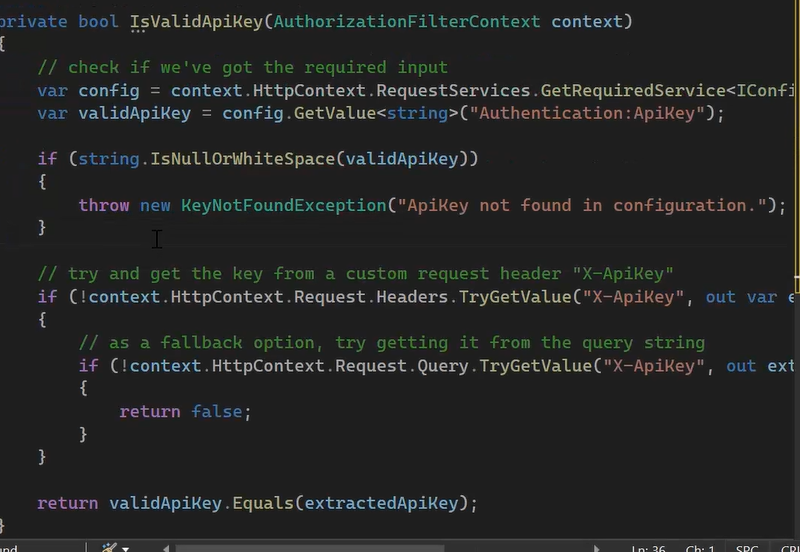 private bool IsValidApiKey(AuthorizationFilterContext context)
{
    // check if we've got the required input
    var config = context.HttpContext.RequestServices.GetRequiredService<IConfi
    var validApiKey = config.GetValue<string>("Authentication:ApiKey");
    if (string.IsNullOrWhiteSpace(validApiKey))
    {
        throw new KeyNotFoundException("ApiKey not found in configuration.");
    }
    // try and get the key from a custom request header "X-ApiKey"
    if (!context.HttpContext.Request.Headers.TryGetValue("X-ApiKey", out var e
    {
        // as a fallback option, try getting it from the query string
        if (!context.HttpContext.Request.Query.TryGetValue("X-ApiKey", out ext
        {
            return false;
        }
    }
    return validApiKey.Equals(extractedApiKey);
}
Ln: 36 Ch: 1 SPC